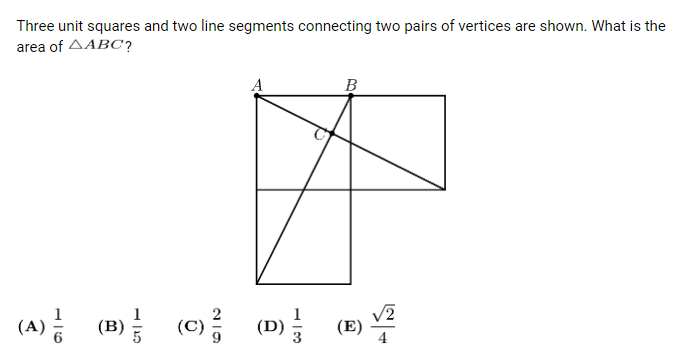 Three unit squares and two line segments connecting two pairs of vertices are shown. What is the
area of △ABC?
A B
C
(A) 1/6 (B) 1/5 (C) 2/9 (D) 1/3 (E) √2/4